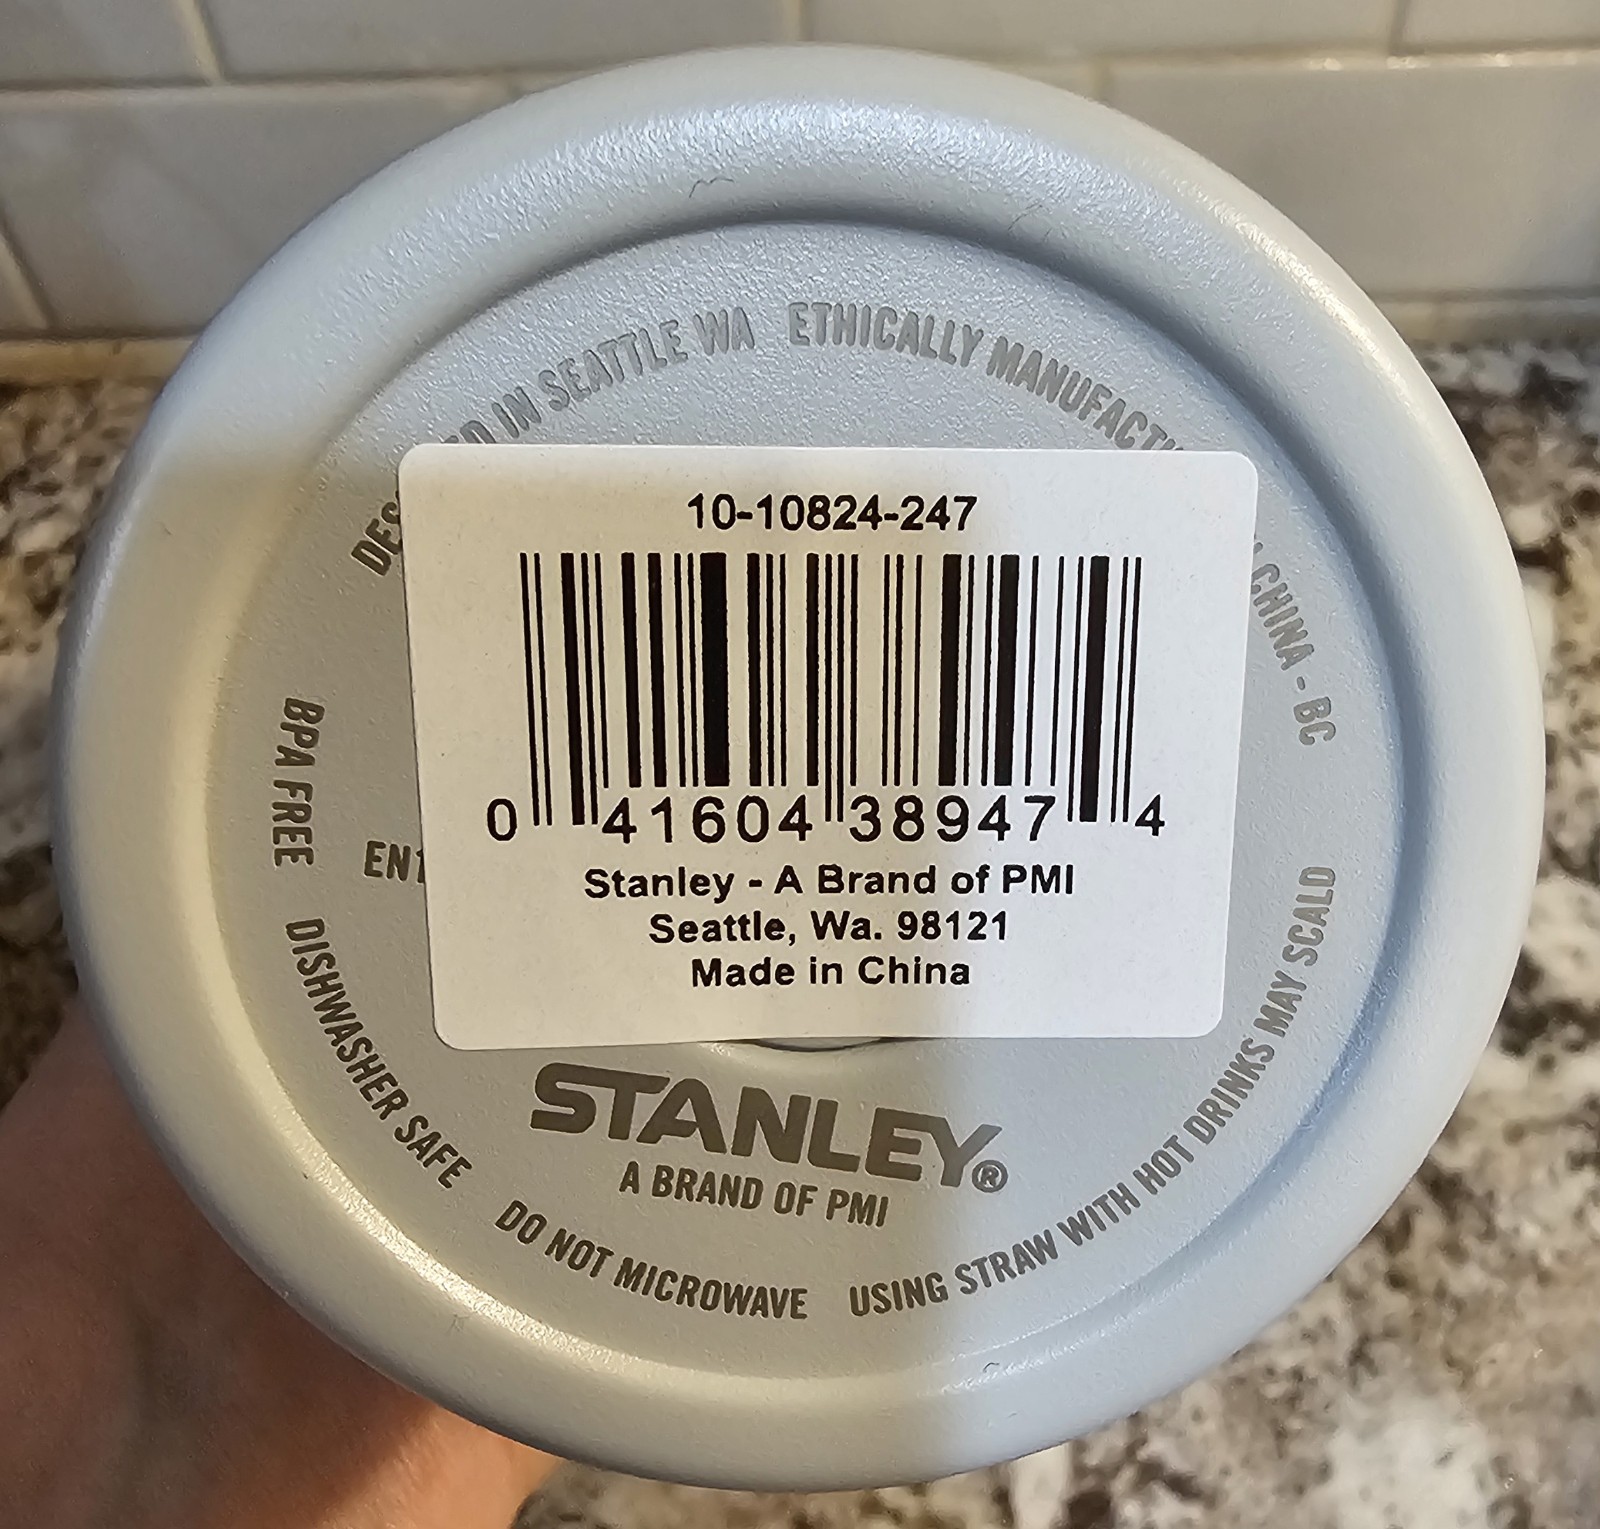 IN SEATTLE WA
ETHICALLY
CHINA - BC
10-10824-247
0 41604 38947 4
Stanley - A Brand of PMI
Seattle, Wa. 98121
Made in China
BPA FREE
DISHWASHER SAFE
DO NOT MICROWAVE
USING STRAW WITH HOT DRINKS MAY SCALD
STANLEY®
A BRAND OF PMI